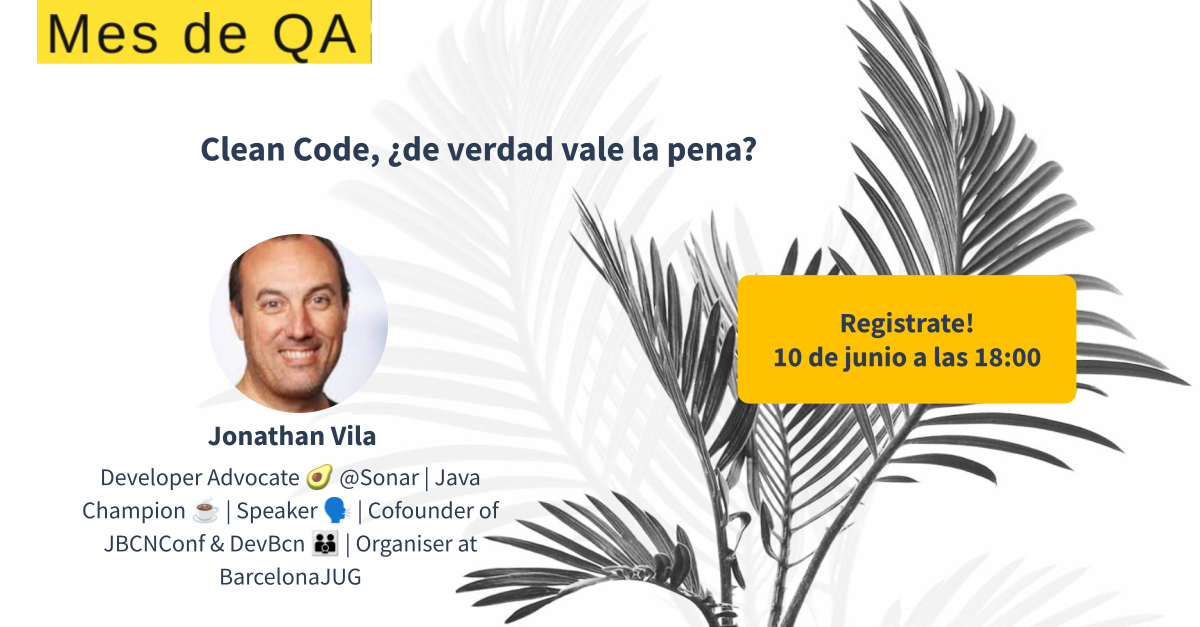 Mes de QA
Clean Code, ¿de verdad vale la pena?
Registrate!
10 de junio a las 18:00
Jonathan Vila
Developer Advocate 🥑 @Sonar | Java
Champion ☕ | Speaker 🗣️ | Cofounder of
JBCNConf & DevBcn 👪 | Organiser at
BarcelonaJUG